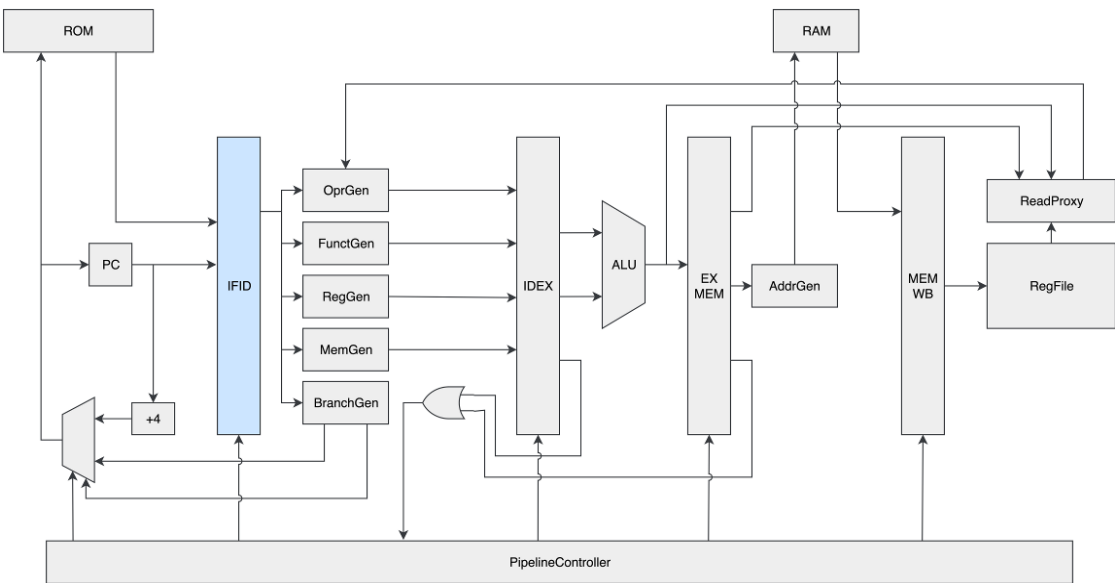 ROM
RAM
OprGen
ReadProxy
FunctGen
PC
IFID
ALU
IDEX
EX
MEM
AddrGen
MEM
WB
RegFile
RegGen
MemGen
BranchGen
+4
PipelineController